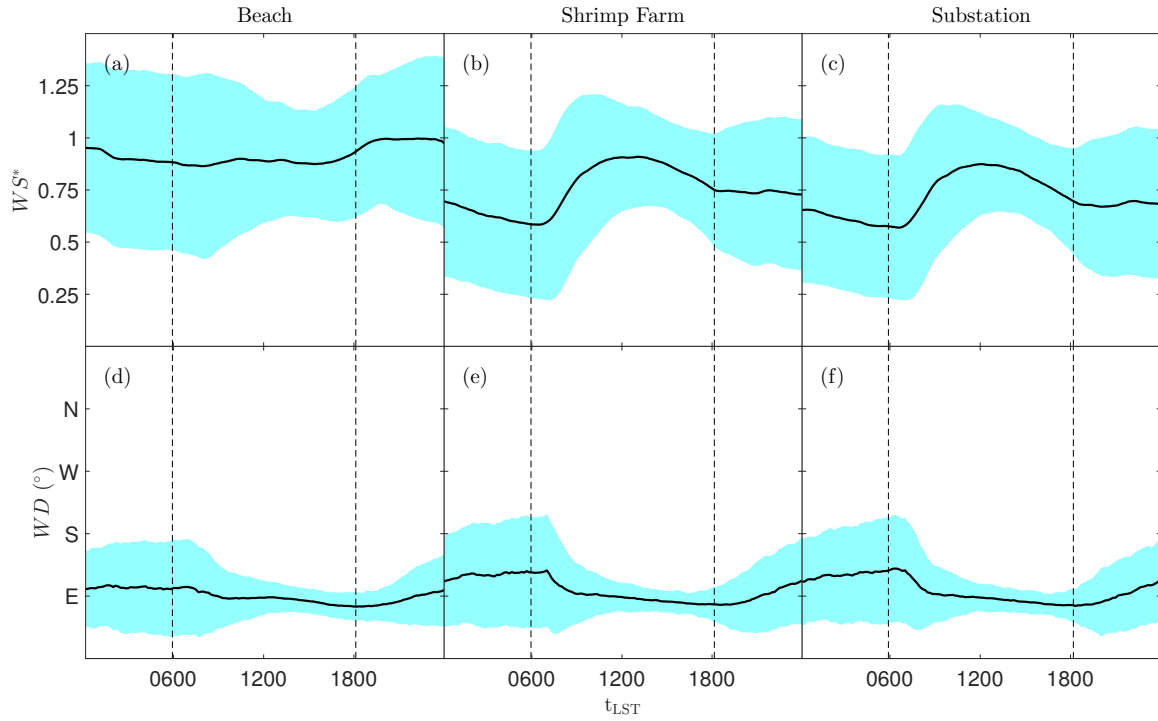 Beach Shrimp Farm Substation
(a) (b) (c)
1.25
1
0.75
0.5
0.25
WS*
(d) (e) (f)
N
W
S
E
WD (°)
0600 1200 1800 0600 1200 1800 0600 1200 1800
t_LST